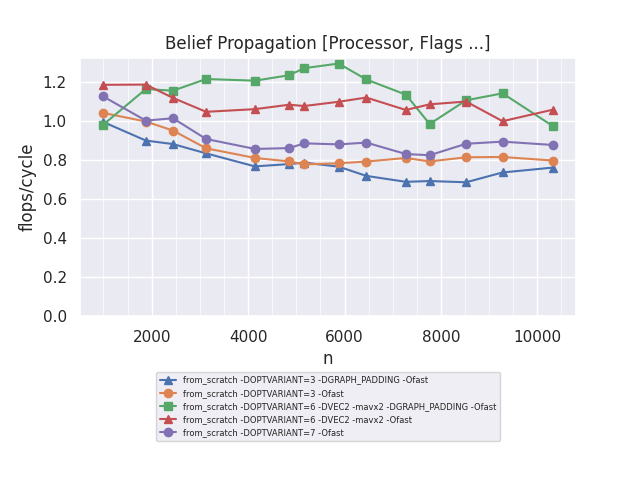 Belief Propagation [Processor, Flags ...]
1.2
1.0
0.8
0.6
0.4
0.2
0.0
flops/cycle
2000 4000 6000 8000 10000
n
from_scratch -DOPTVARIANT=3 -DGRAPH_PADDING -Ofast
from_scratch -DOPTVARIANT=3 -Ofast
from_scratch -DOPTVARIANT=6 -DVEC2 -mavx2 -DGRAPH_PADDING -Ofast
from_scratch -DOPTVARIANT=6 -DVEC2 -mavx2 -Ofast
from_scratch -DOPTVARIANT=7 -Ofast